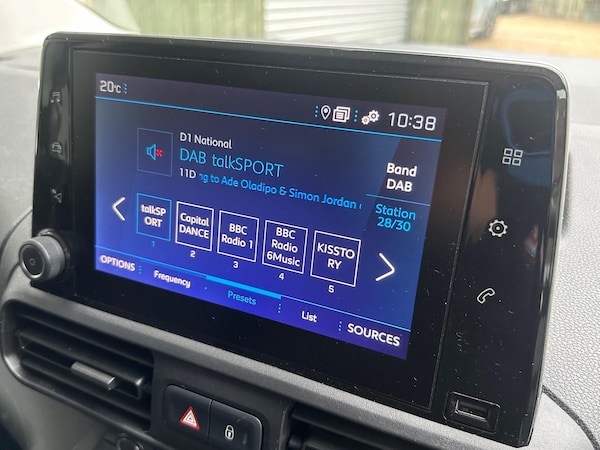 20°C
10:38
D1 National
DAB talkSPORT
11D ng to Ade Oladipo & Simon Jordan
Band
DAB
Station
28/30
talkSP
ORT
1
Capital
DANCE
2
BBC
Radio 1
3
BBC
Radio
6Music
4
KISSTO
RY
5
OPTIONS
Frequency
Presets
List
SOURCES